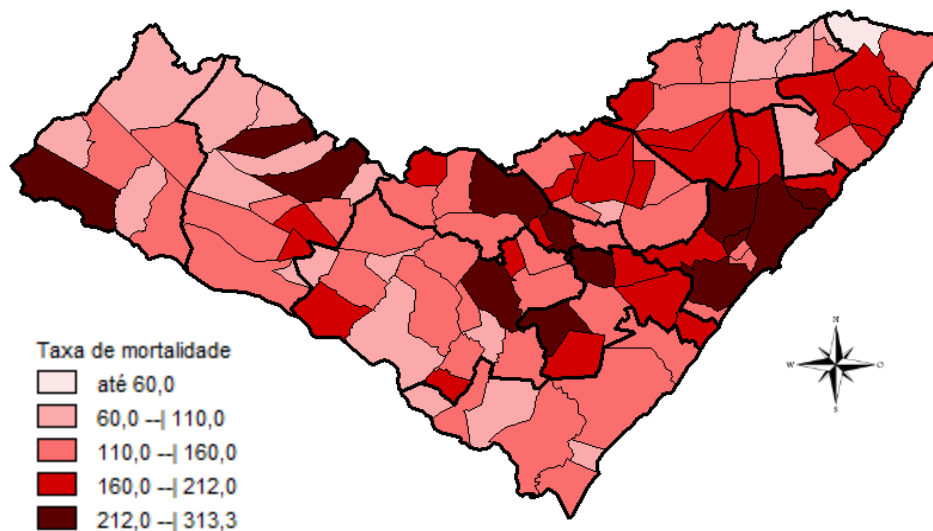 Taxa de mortalidade
até 60,0
60,0 --| 110,0
110,0 --| 160,0
160,0 --| 212,0
212,0 --| 313,3
N
W
O
S